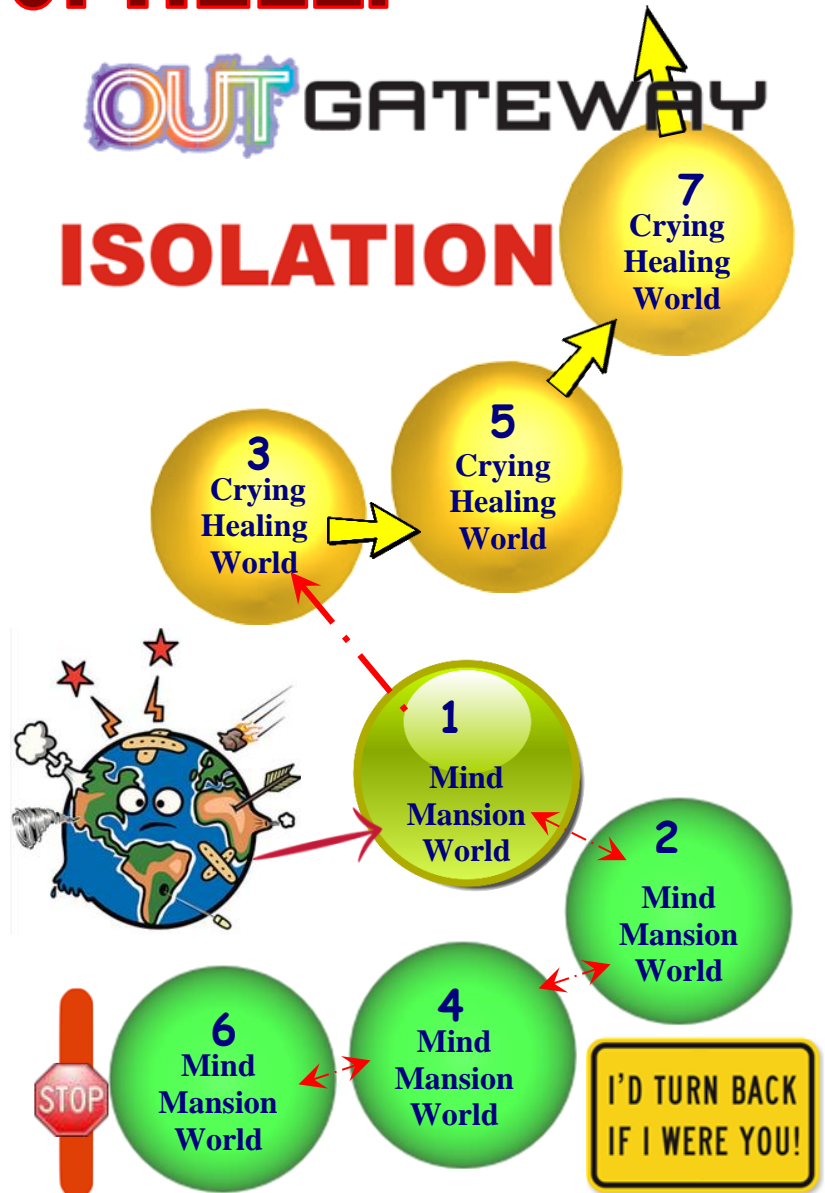 OUT GATEWAY
ISOLATION
7
Crying
Healing
World
5
Crying
Healing
World
3
Crying
Healing
World
1
Mind
Mansion
World
2
Mind
Mansion
World
4
Mind
Mansion
World
6
Mind
Mansion
World
STOP
I'D TURN BACK
IF I WERE YOU!